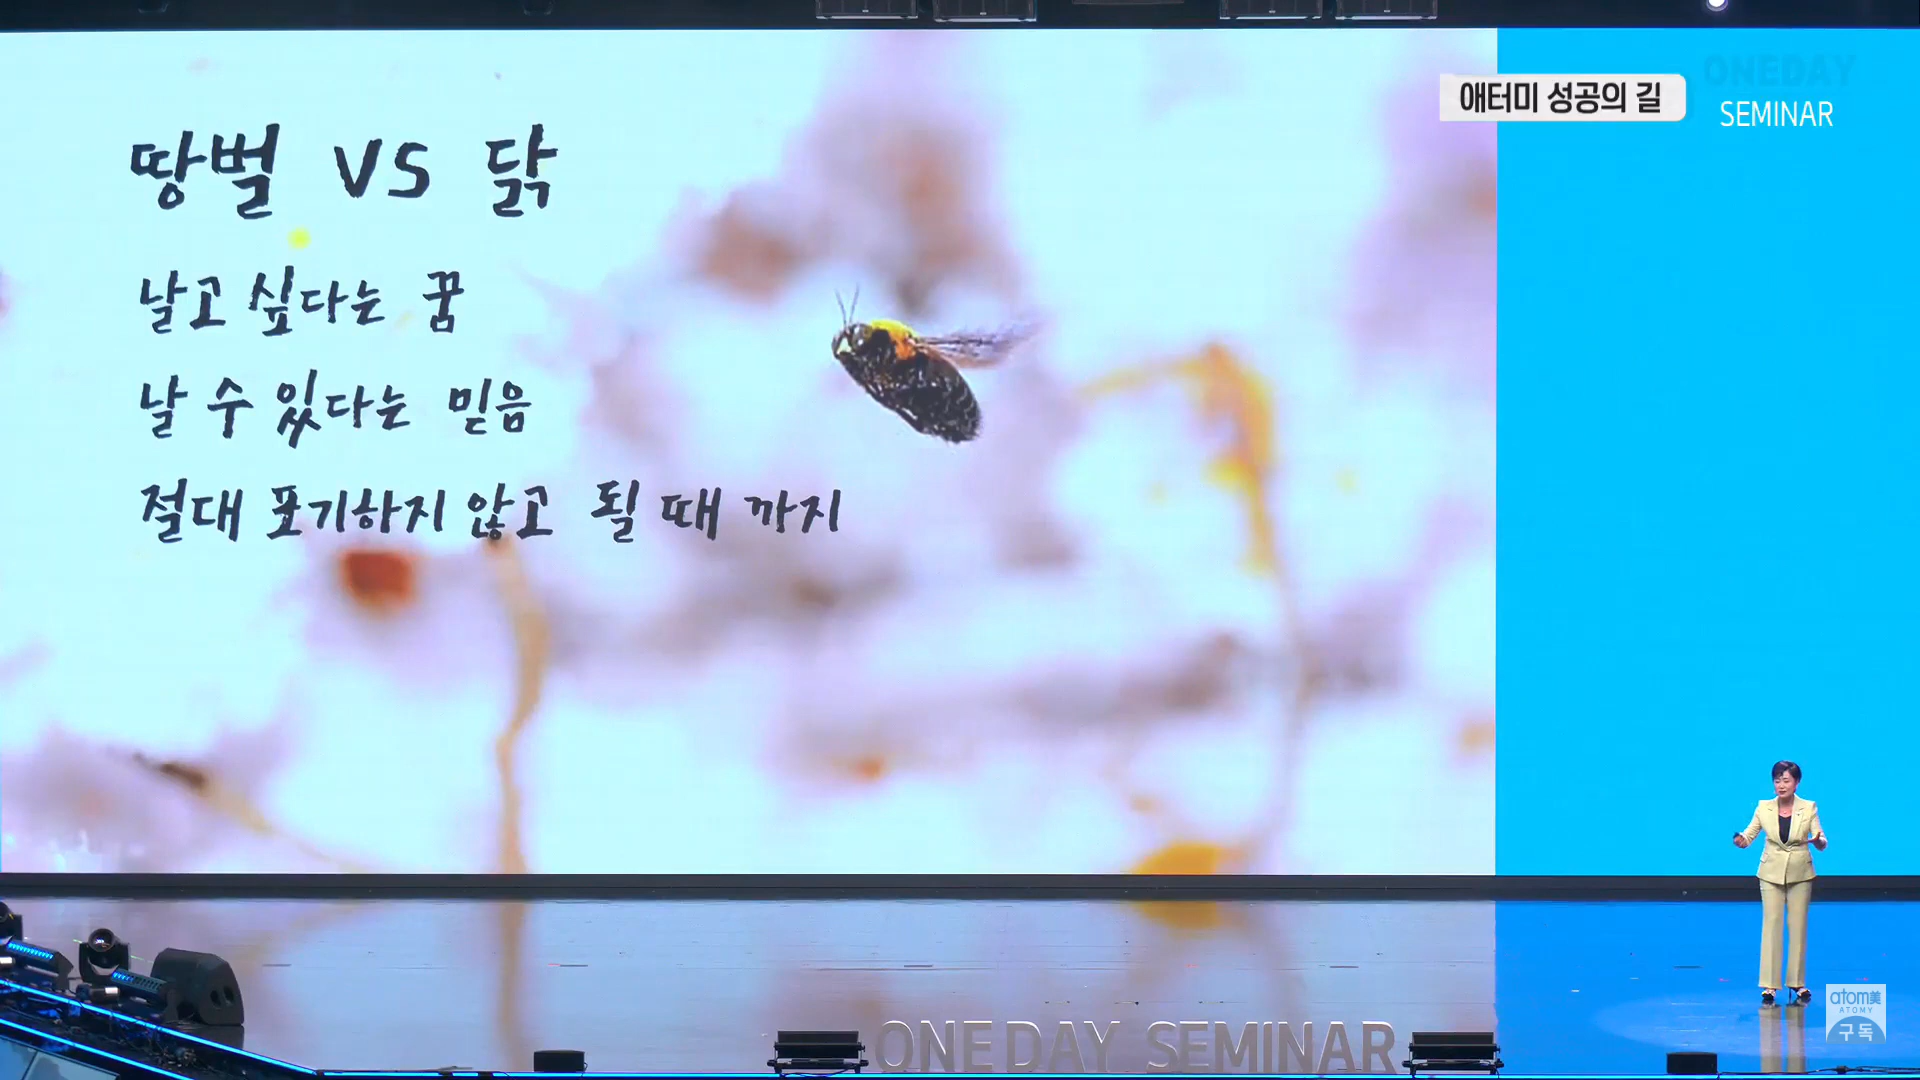 ONEDAY
SEMINAR
애터미 성공의 길
땅벌 vs 닭
날고 싶다는 꿈
날 수 있다는 믿음
절대 포기하지 않고 될 때 까지
ONE DAY SEMINAR
atom美
ATOMY
구독